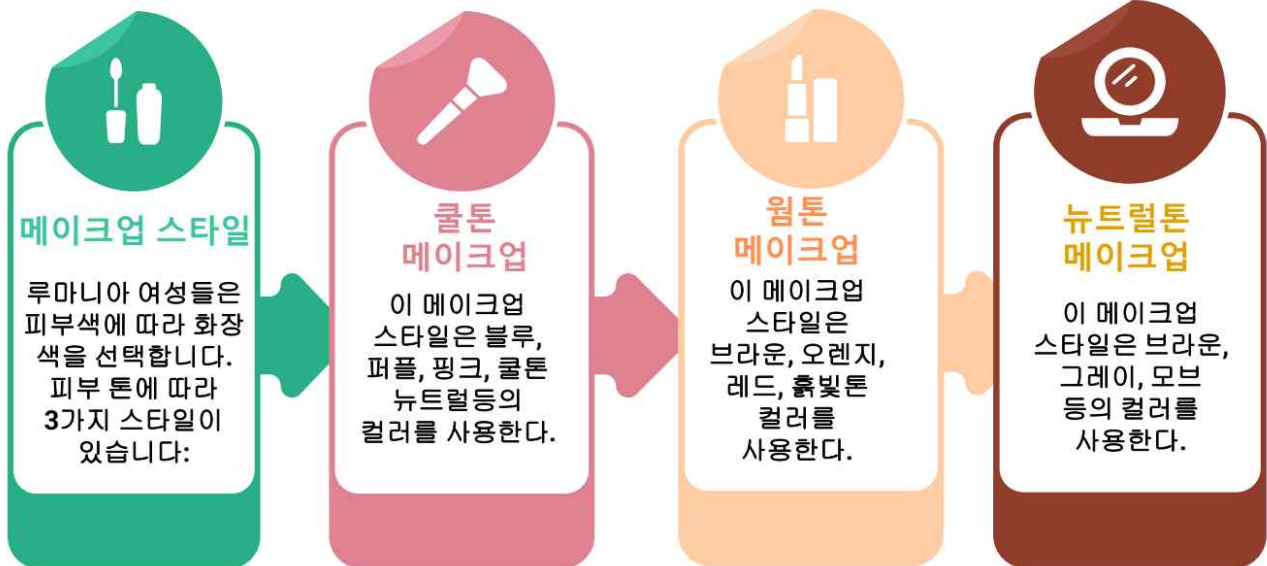 메이크업 스타일
루마니아 여성들은
피부색에 따라 화장
색을 선택합니다.
피부 톤에 따라
3가지 스타일이
있습니다:
쿨톤
메이크업
이 메이크업
스타일은 블루,
퍼플, 핑크, 쿨톤
뉴트럴등의
컬러를 사용한다.
웜톤
메이크업
이 메이크업
스타일은
브라운, 오렌지,
레드, 흙빛톤
컬러를
사용한다.
뉴트럴톤
메이크업
이 메이크업
스타일은 브라운,
그레이, 모브
등의 컬러를
사용한다.